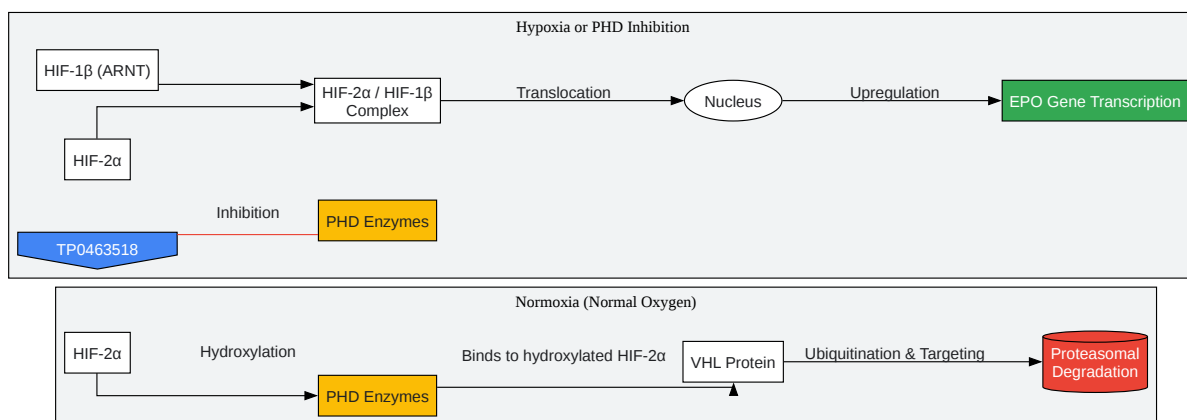 Hypoxia or PHD Inhibition
HIF-1β (ARNT)
HIF-2α / HIF-1β
Complex
Translocation
Nucleus
Upregulation
EPO Gene Transcription
HIF-2α
Inhibition
PHD Enzymes
TP0463518
Normoxia (Normal Oxygen)
HIF-2α
Hydroxylation
PHD Enzymes
Binds to hydroxylated HIF-2α
VHL Protein
Ubiquitination & Targeting
Proteasomal
Degradation